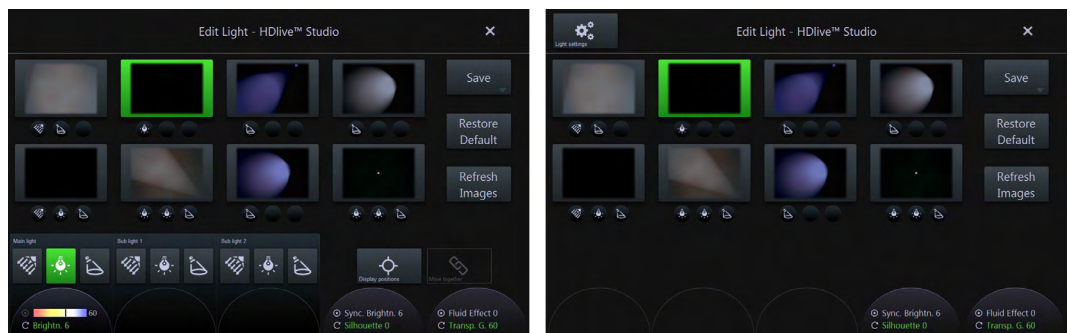 Edit Light - HDlive™ Studio
Save
Restore
Default
Refresh
Images
Main light
Sub light 1
Sub light 2
Display positions
Move together
60
Brightn. 6
Sync. Brightn. 6
Silhouette 0
Fluid Effect 0
Transp. G. 60
Light settings
Edit Light - HDlive™ Studio
Save
Restore
Default
Refresh
Images
Sync. Brightn. 6
Silhouette 0
Fluid Effect 0
Transp. G. 60